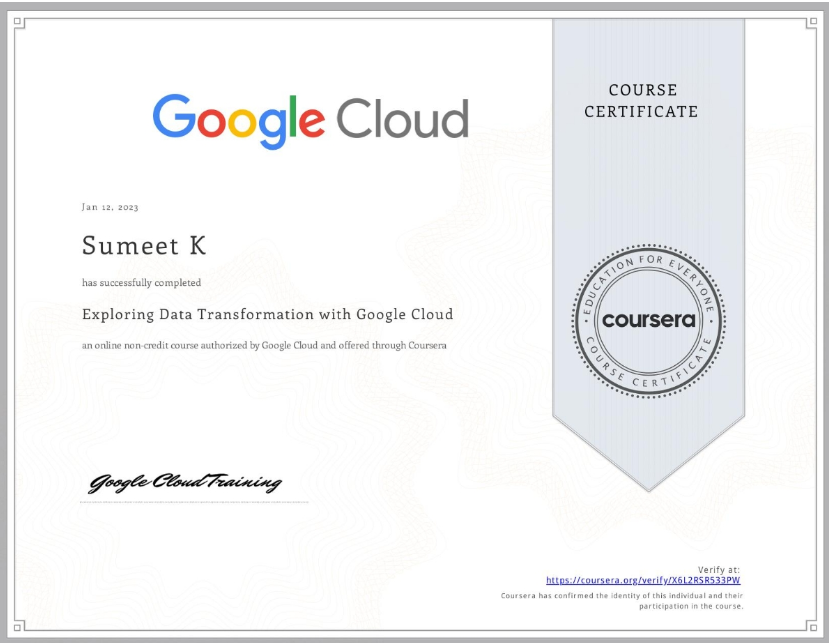 Google Cloud
COURSE
CERTIFICATE
Jan 12, 2023
Sumeet K
has successfully completed
Exploring Data Transformation with Google Cloud
an online non-credit course authorized by Google Cloud and offered through Coursera
EDUCATION FOR EVERYONE
coursera
COURSE CERTIFICATE
Google Cloud Training
Verify at:
https://coursera.org/verify/X6L2RSR533PW
Coursera has confirmed the identity of this individual and their
participation in the course.